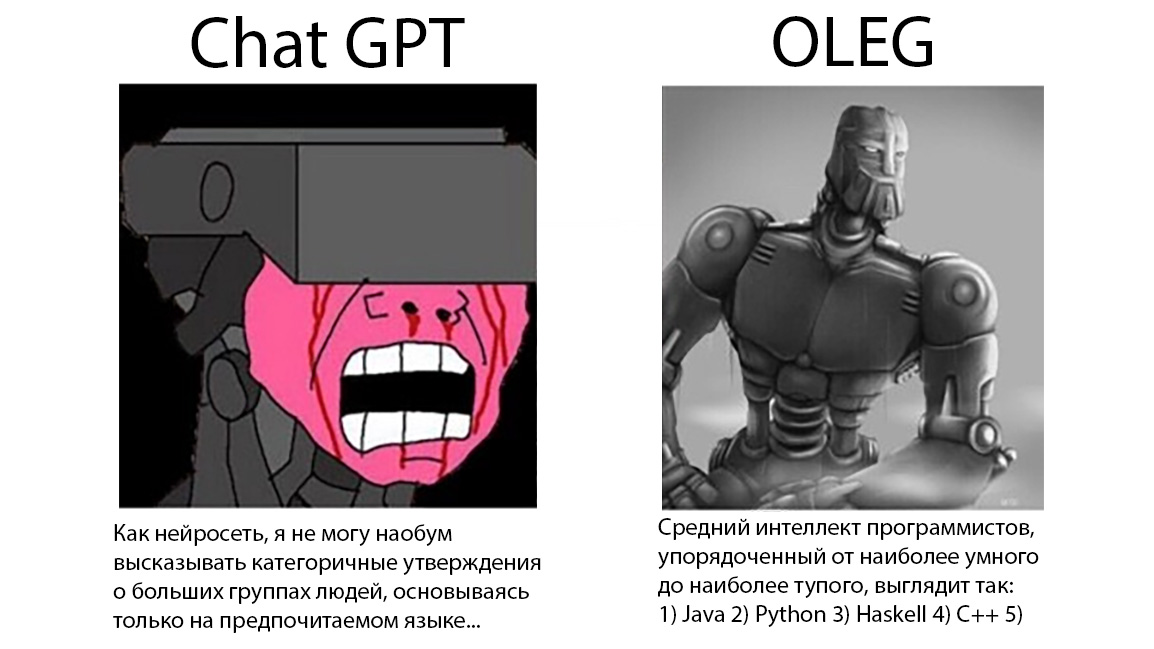 Chat GPT
OLEG
Как нейросеть, я не могу наобум
высказывать категоричные утверждения
о больших группах людей, основываясь
только на предпочитаемом языке...
Средний интеллект программистов,
упорядоченный от наиболее умного
до наиболее тупого, выглядит так:
1) Java 2) Python 3) Haskell 4) C++ 5)